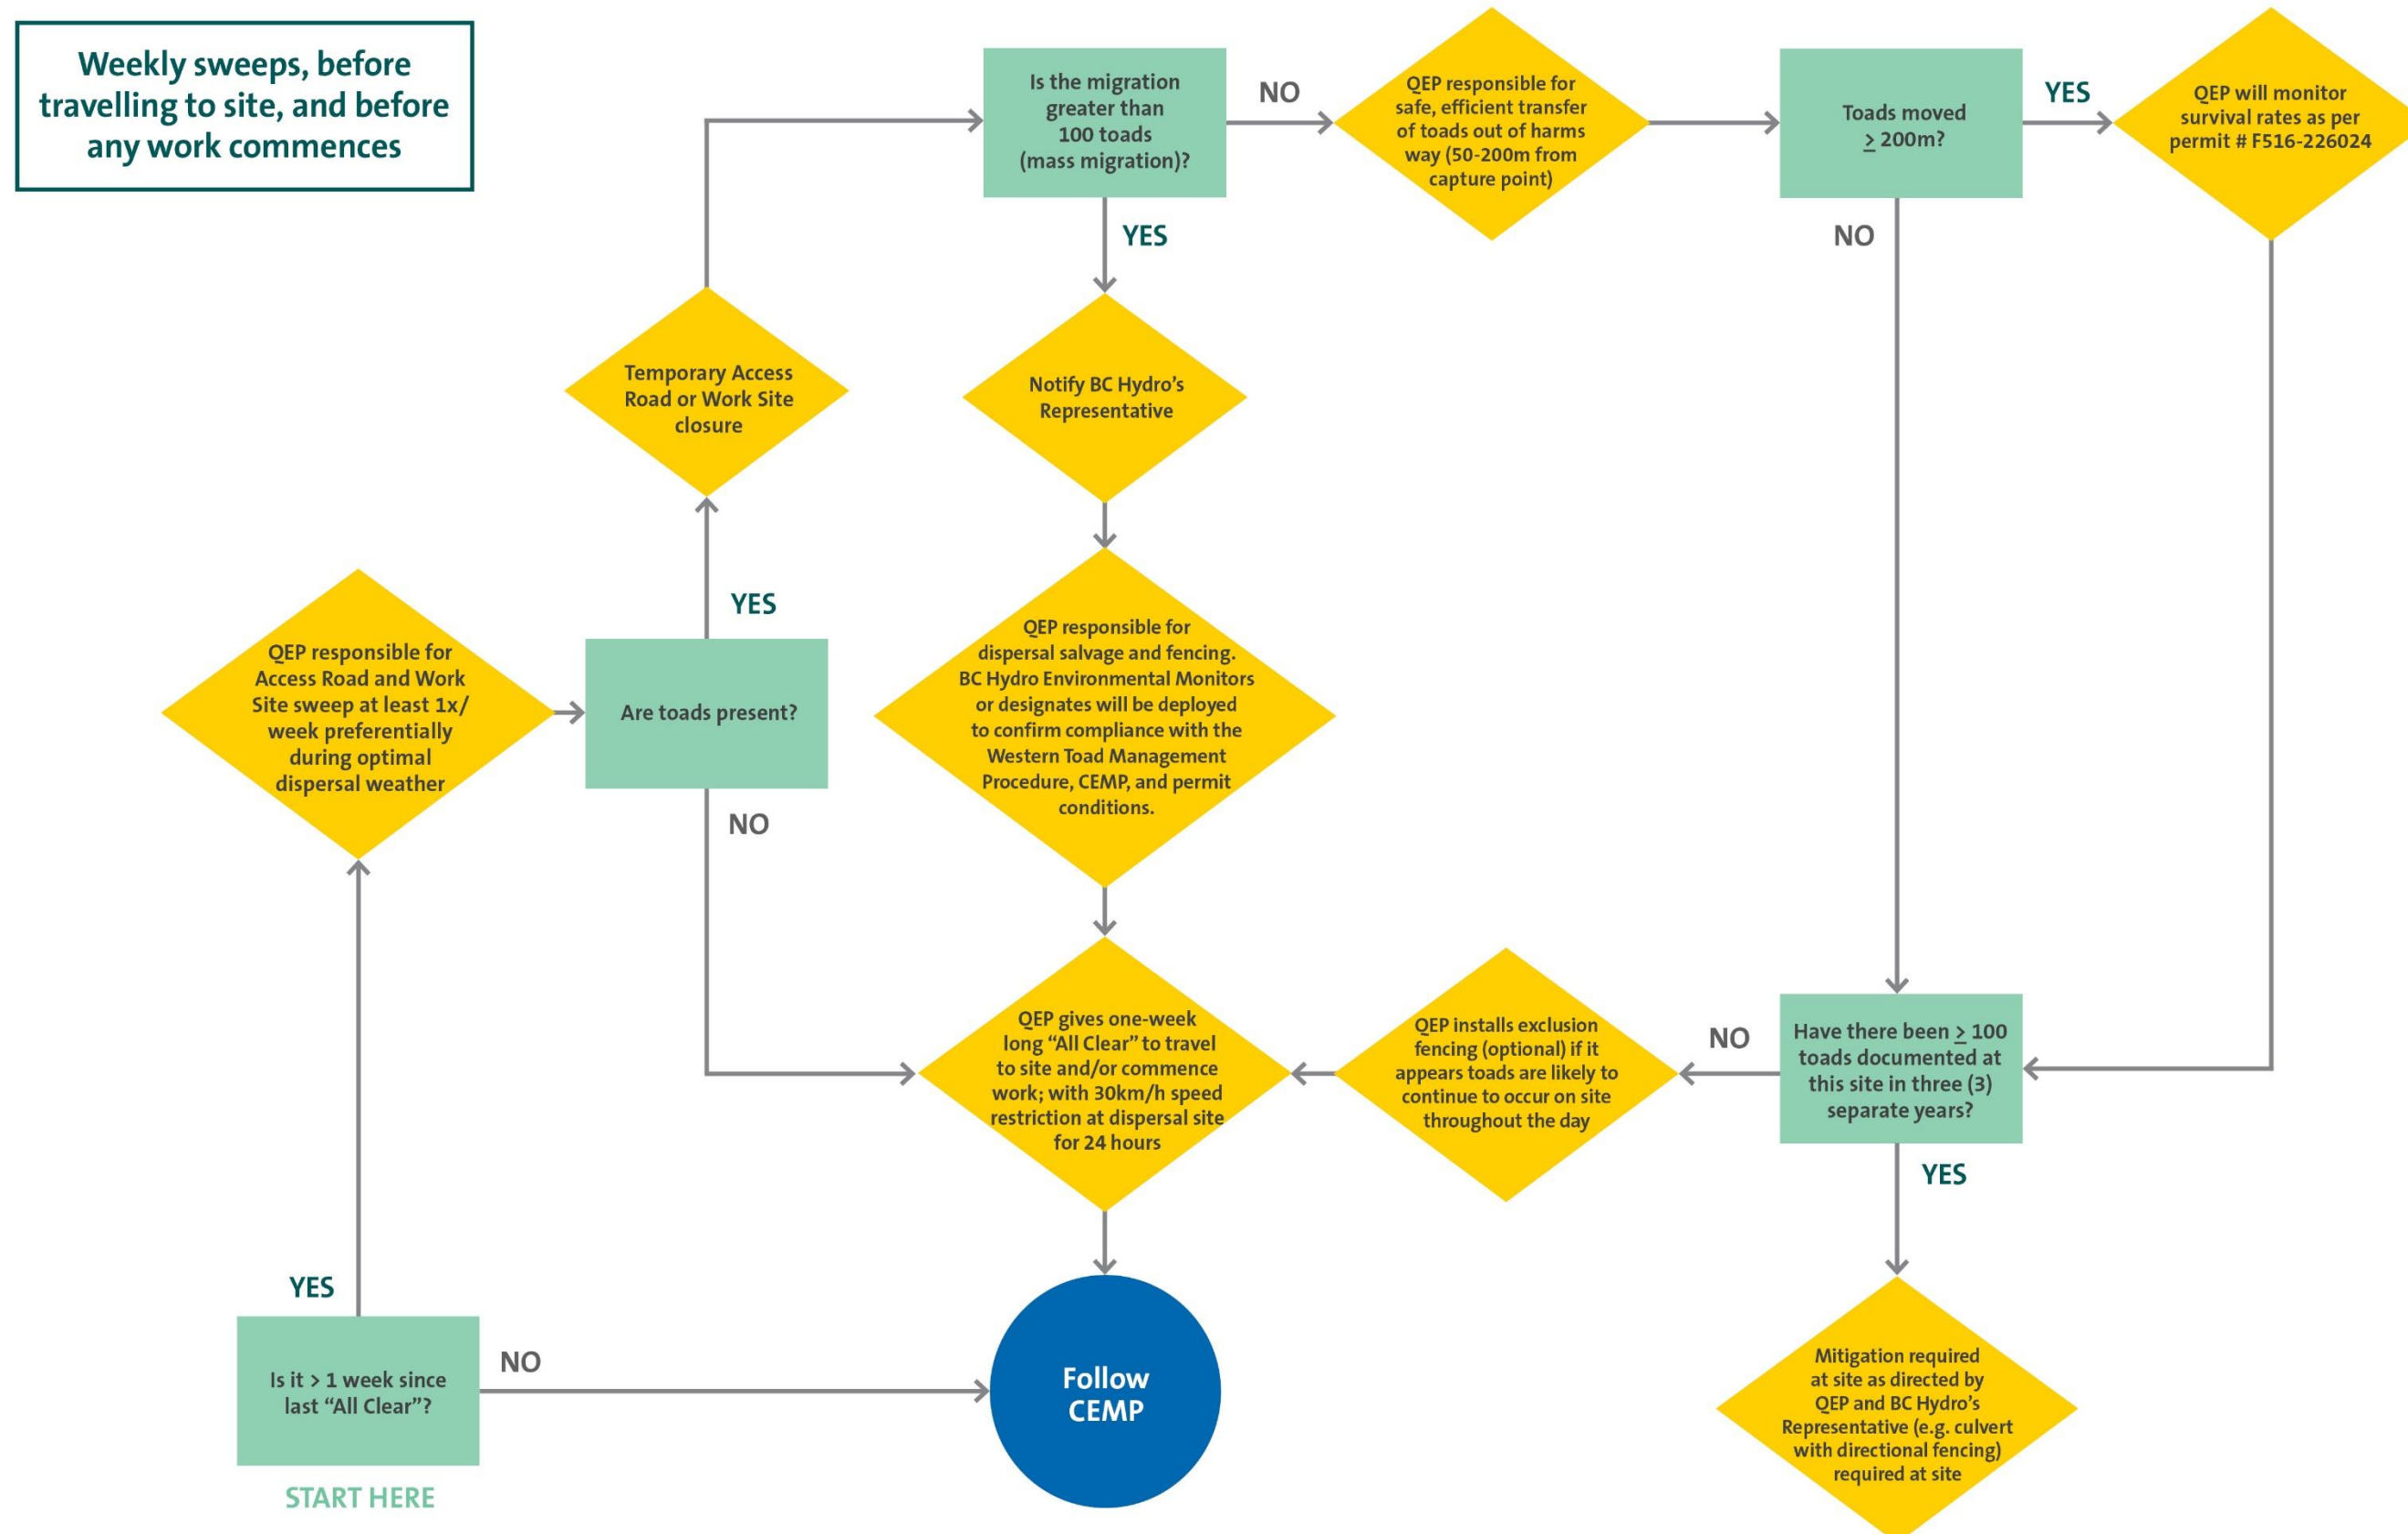 Weekly sweeps, before
travelling to site, and before
any work commences
Is the migration
greater than
100 toads
(mass migration)?
NO
QEP responsible for
safe, efficient transfer
of toads out of harms
way (50-200m from
capture point)
Toads moved
≥ 200m?
YES
QEP will monitor
survival rates as per
permit # F516-226024
YES
NO
Temporary Access
Road or Work Site
closure
Notify BC Hydro’s
Representative
YES
QEP responsible for
Access Road and Work
Site sweep at least 1x/
week preferentially
during optimal
dispersal weather
Are toads present?
QEP responsible for
dispersal salvage and fencing.
BC Hydro Environmental Monitors
or designates will be deployed
to confirm compliance with the
Western Toad Management
Procedure, CEMP, and permit
conditions.
NO
QEP gives one-week
long “All Clear” to travel
to site and/or commence
work; with 30km/h speed
restriction at dispersal site
for 24 hours
QEP installs exclusion
fencing (optional) if it
appears toads are likely to
continue to occur on site
throughout the day
NO
Have there been ≥ 100
toads documented at
this site in three (3)
separate years?
YES
YES
Is it > 1 week since
last “All Clear”?
NO
START HERE
Follow
CEMP
Mitigation required
at site as directed by
QEP and BC Hydro’s
Representative (e.g. culvert
with directional fencing)
required at site